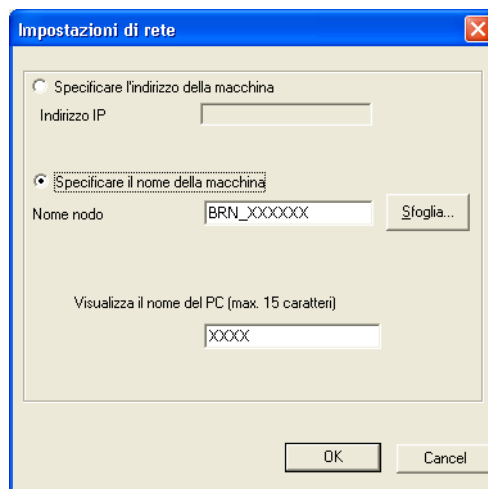 Impostazioni di rete
Specificare l'indirizzo della macchina
Indirizzo IP
Specificare il nome della macchina
Nome nodo
BRN_XXXXXX
Sfoglia...
Visualizza il nome del PC (max. 15 caratteri)
XXXX
OK
Cancel